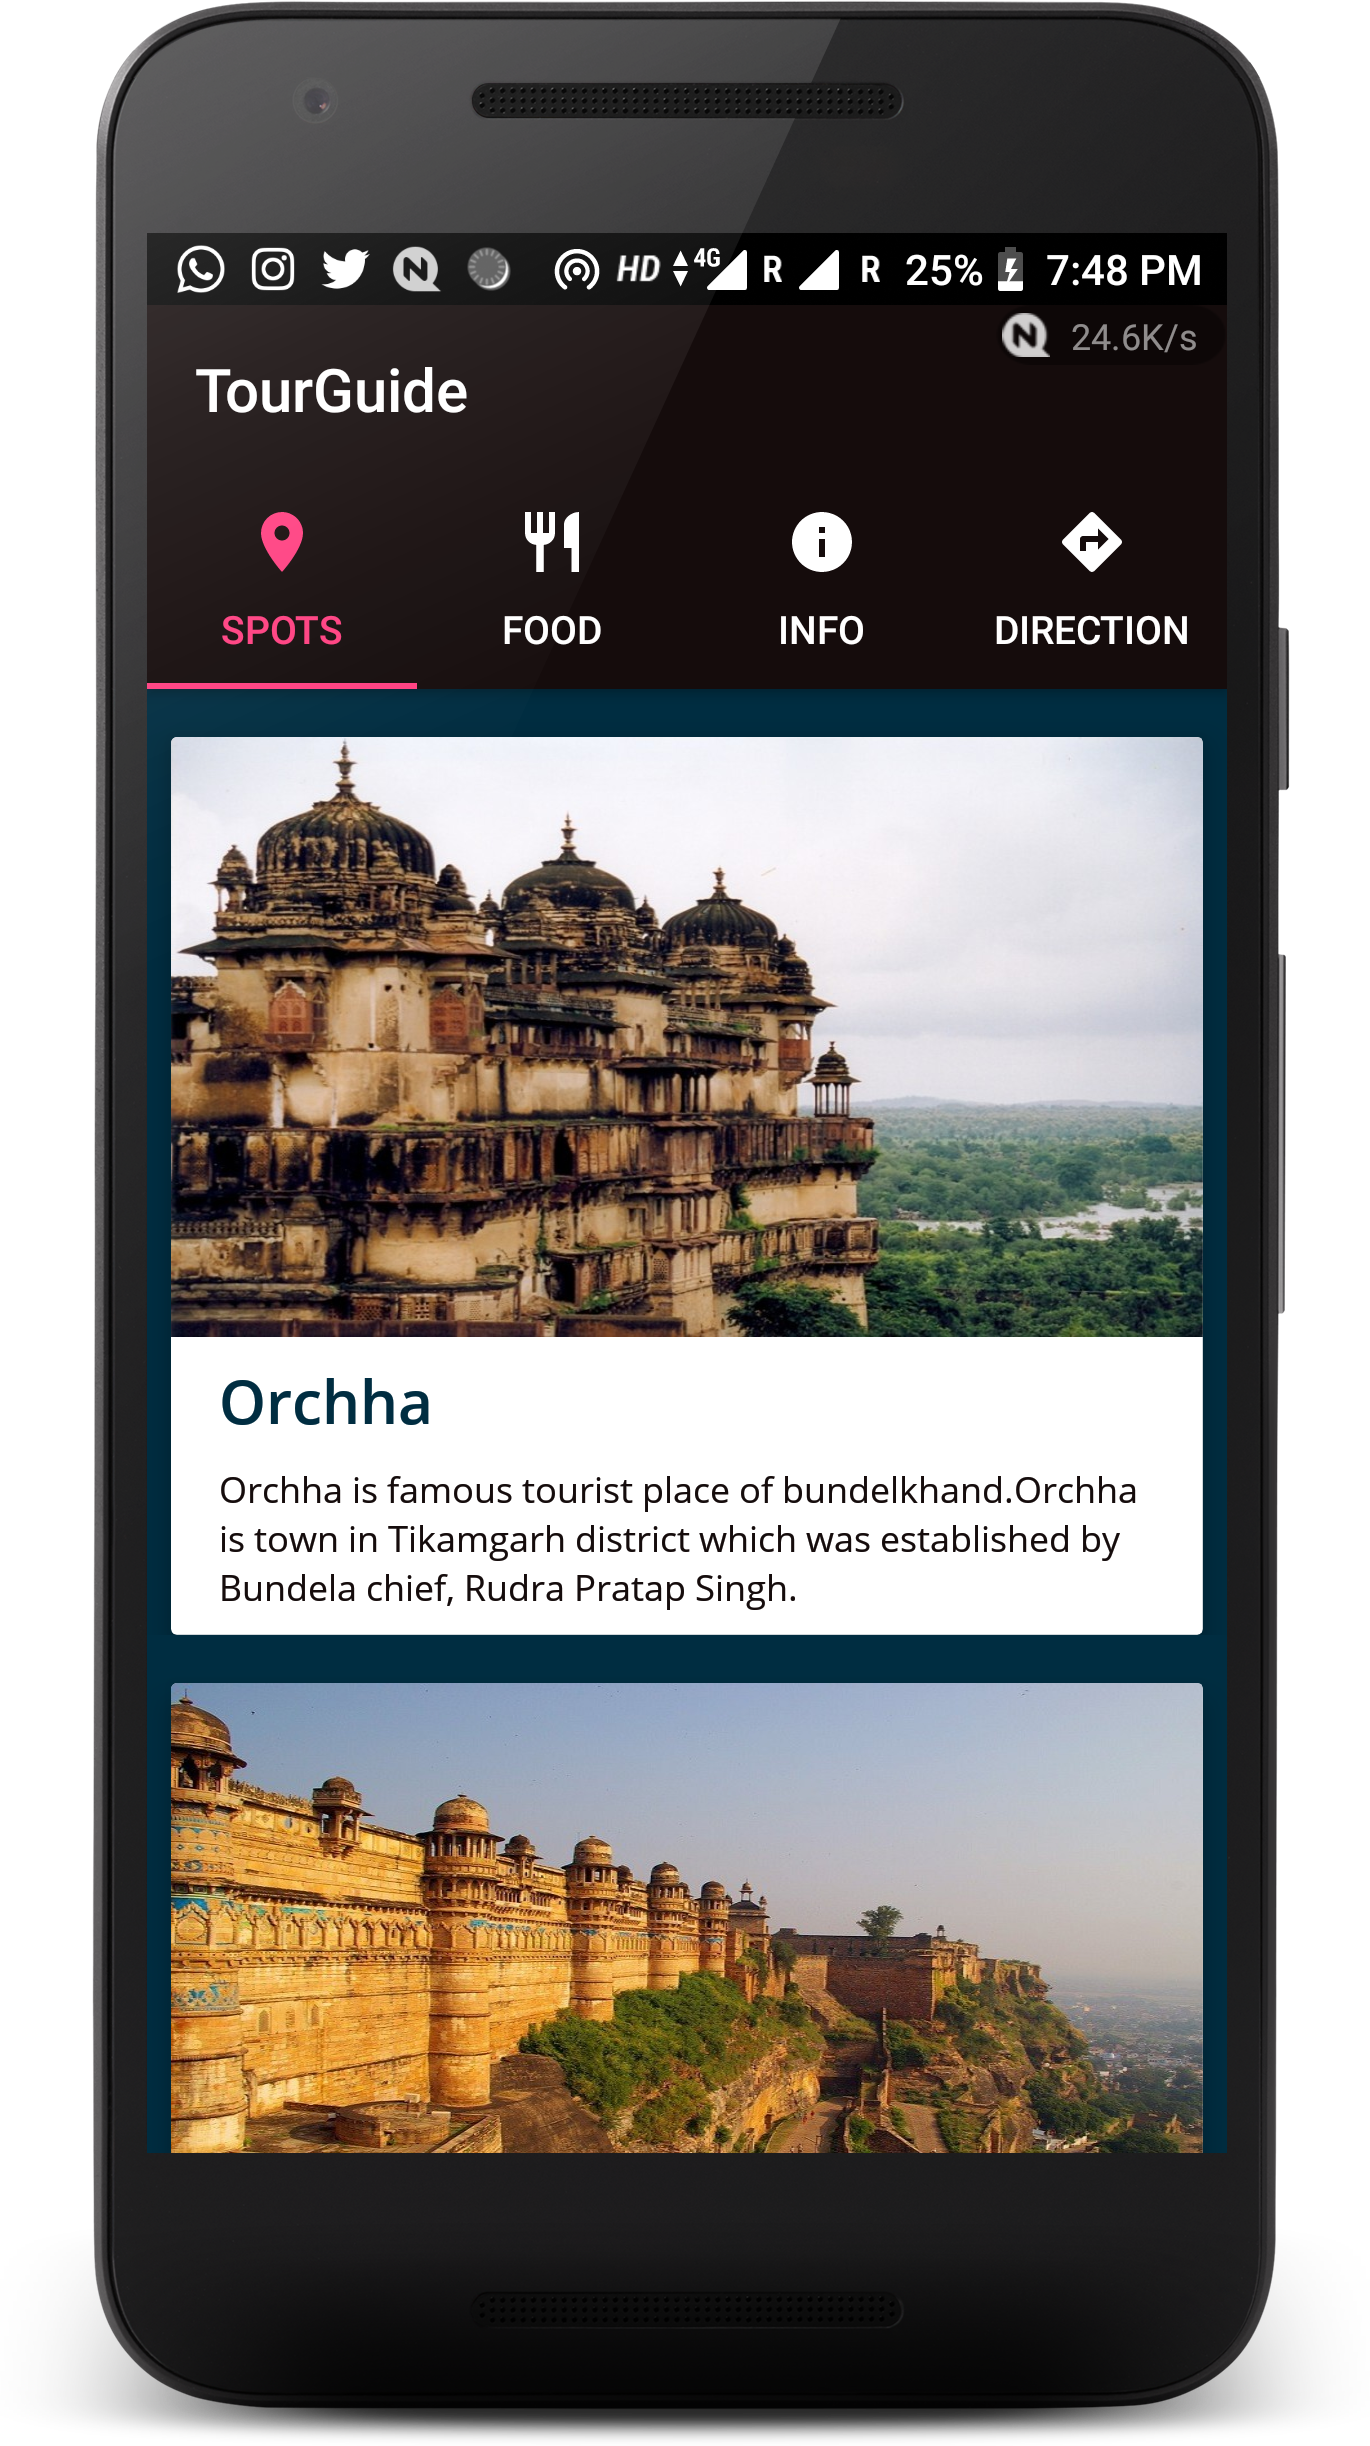 HD 4G R R 25% 7:48 PM
N 24.6K/s
TourGuide
SPOTS FOOD INFO DIRECTION
Orchha
Orchha is famous tourist place of bundelkhand.Orchha
is town in Tikamgarh district which was established by
Bundela chief, Rudra Pratap Singh.